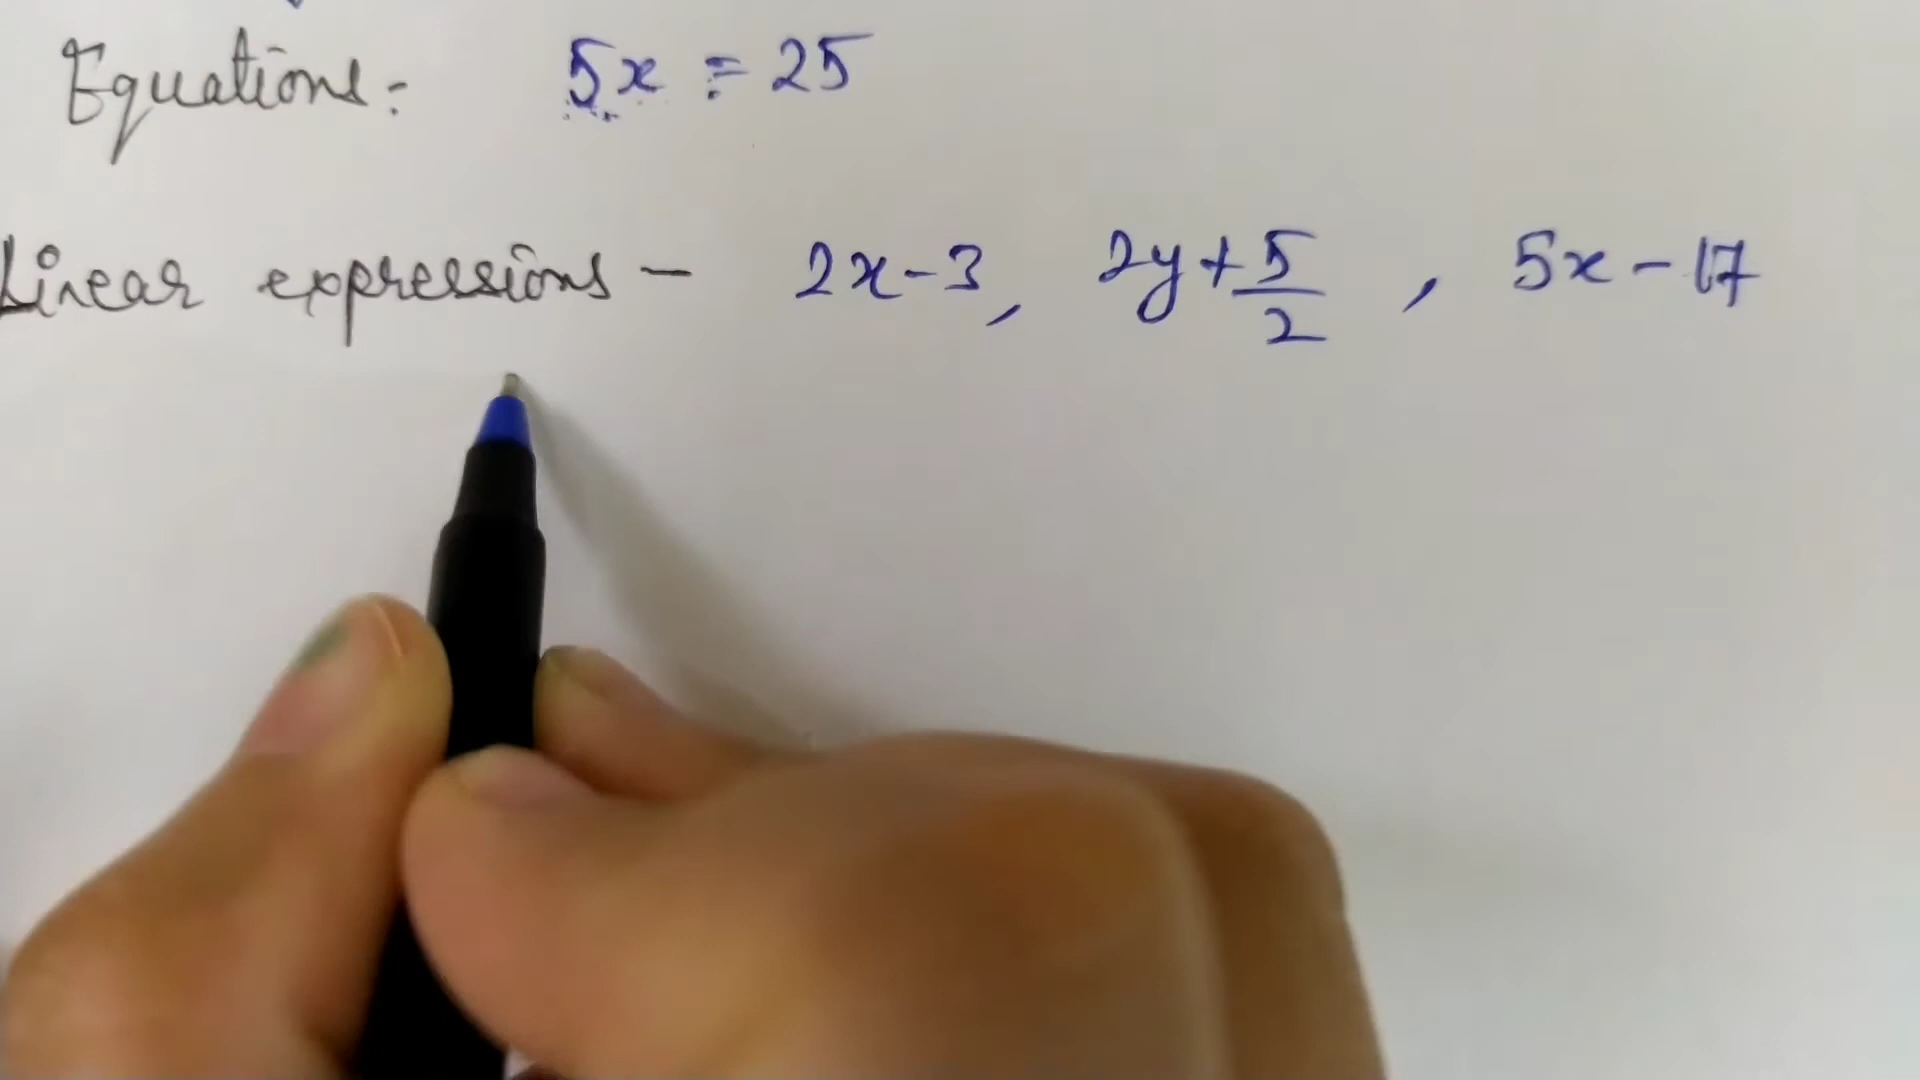 Equations:  5x = 25
Linear expressions - 2x-3, 2y+5/2 , 5x-17